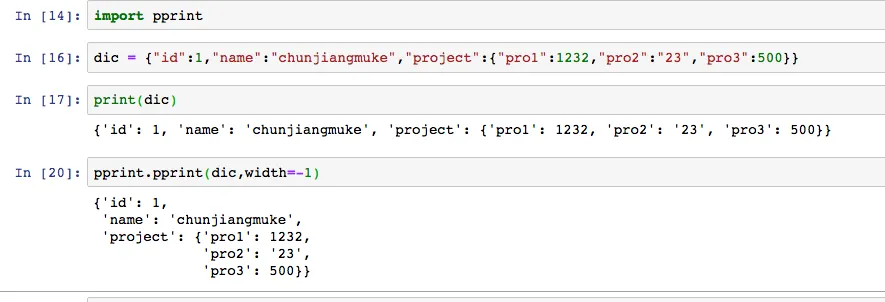 In [14]: import pprint
In [16]: dic = {"id":1,"name":"chunjiangmuke","project":{"pro1":1232,"pro2":"23","pro3":500}}
In [17]: print(dic)
{'id': 1, 'name': 'chunjiangmuke', 'project': {'pro1': 1232, 'pro2': '23', 'pro3': 500}}
In [20]: pprint.pprint(dic,width=-1)
{'id': 1,
 'name': 'chunjiangmuke',
 'project': {'pro1': 1232,
             'pro2': '23',
             'pro3': 500}}